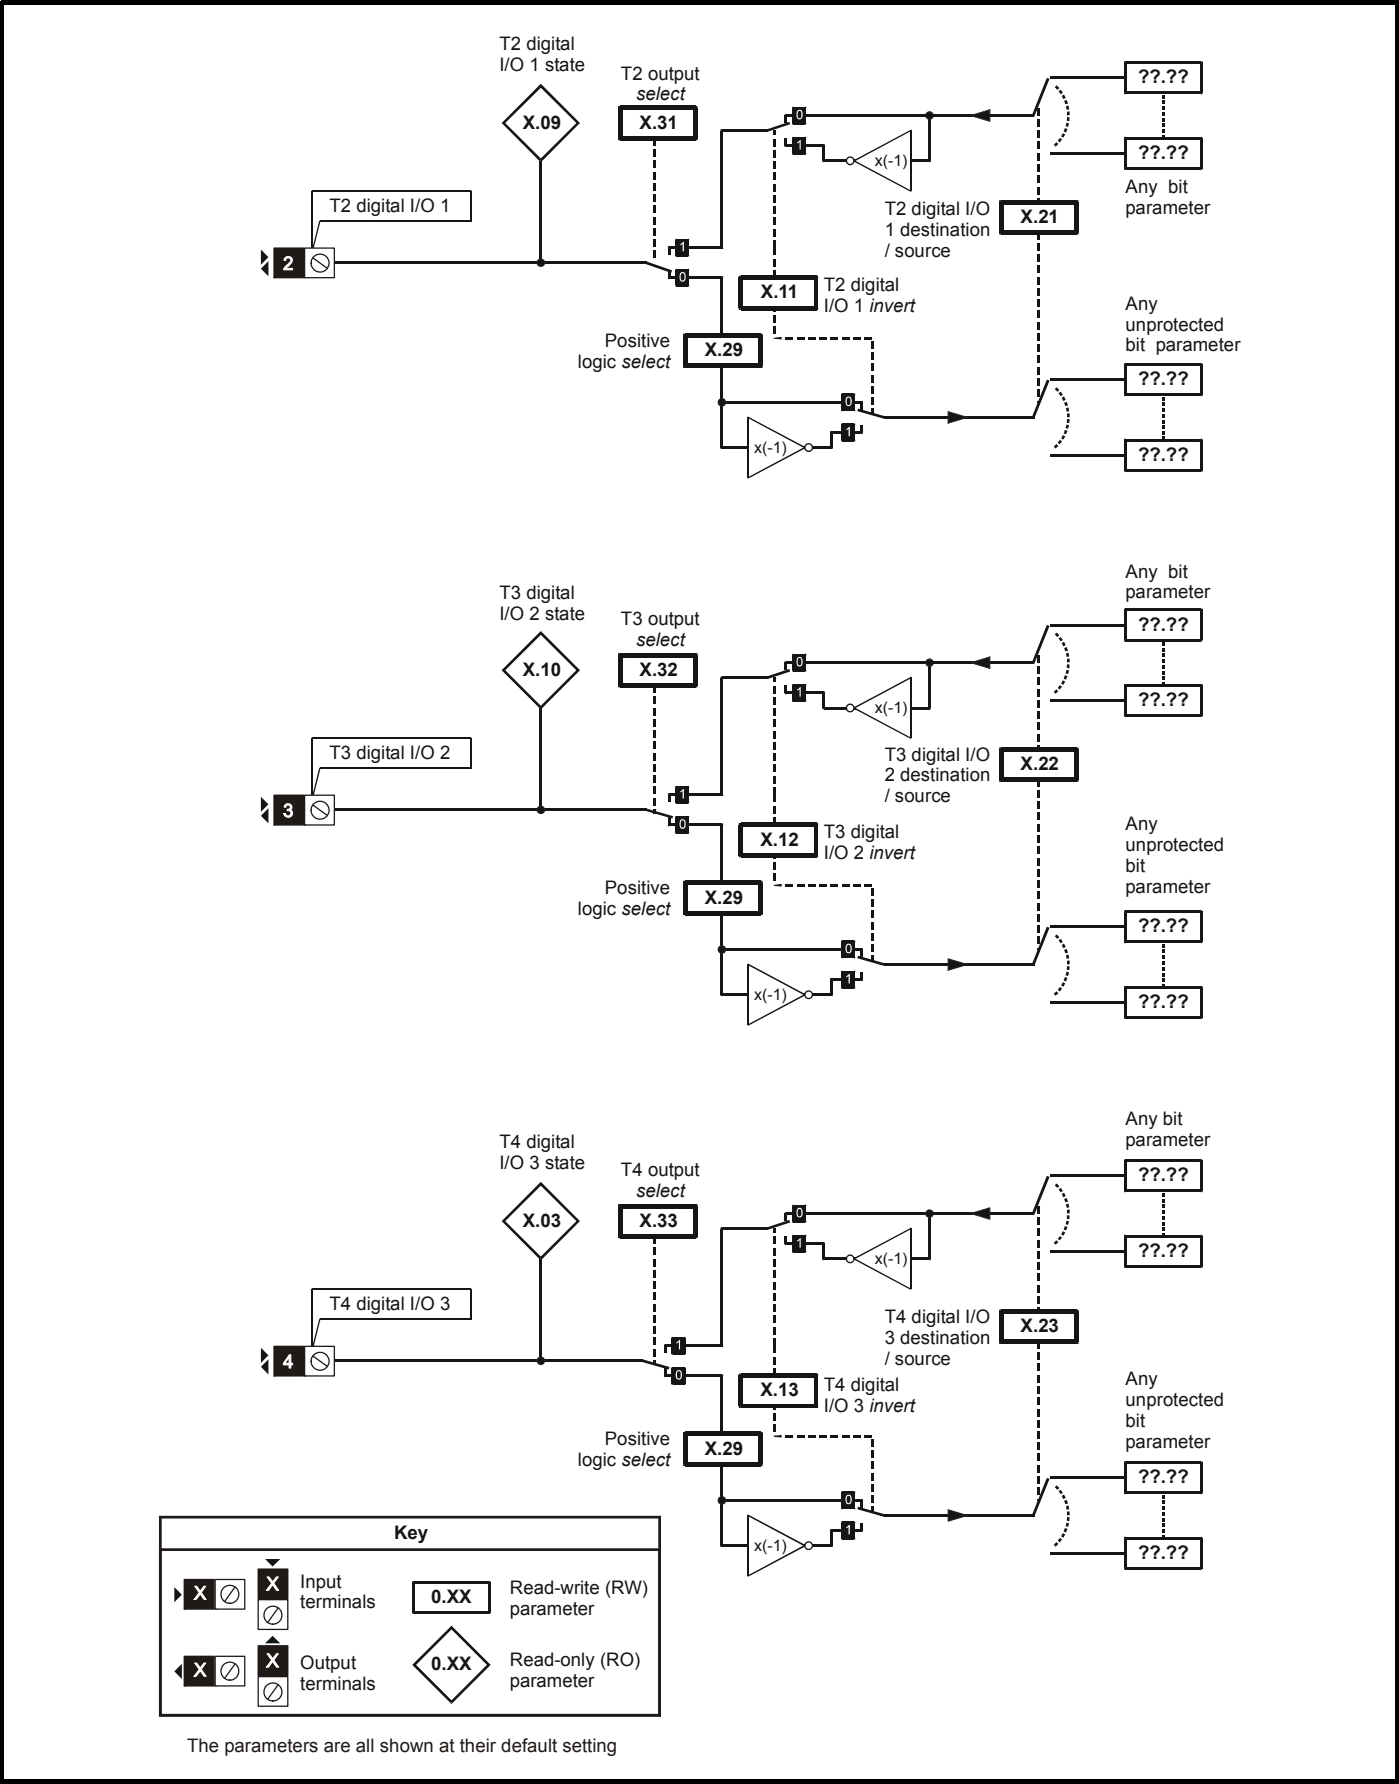 T2 digital
I/O 1 state
T2 output
select
X.09
X.31
0
1
x(-1)
??.??
??.??
Any bit
parameter
T2 digital I/O 1
T2 digital I/O
1 destination
/ source
X.21
2
1
0
X.11
T2 digital
I/O 1 invert
Any
unprotected
bit parameter
Positive
logic select
X.29
0
1
x(-1)
??.??
??.??
Any bit
parameter
T3 digital
I/O 2 state
T3 output
select
X.10
X.32
0
1
x(-1)
??.??
??.??
T3 digital I/O 2
T3 digital I/O
2 destination
/ source
X.22
3
1
0
X.12
T3 digital
I/O 2 invert
Any
unprotected
bit
parameter
Positive
logic select
X.29
0
1
x(-1)
??.??
??.??
Any bit
parameter
T4 digital
I/O 3 state
T4 output
select
X.03
X.33
0
1
x(-1)
??.??
??.??
T4 digital I/O 3
T4 digital I/O
3 destination
/ source
X.23
4
1
0
X.13
T4 digital
I/O 3 invert
Any
unprotected
bit
parameter
Positive
logic select
X.29
0
1
x(-1)
??.??
??.??
Key
X
X
Input
terminals
0.XX
Read-write (RW)
parameter
X
X
Output
terminals
0.XX
Read-only (RO)
parameter
The parameters are all shown at their default setting